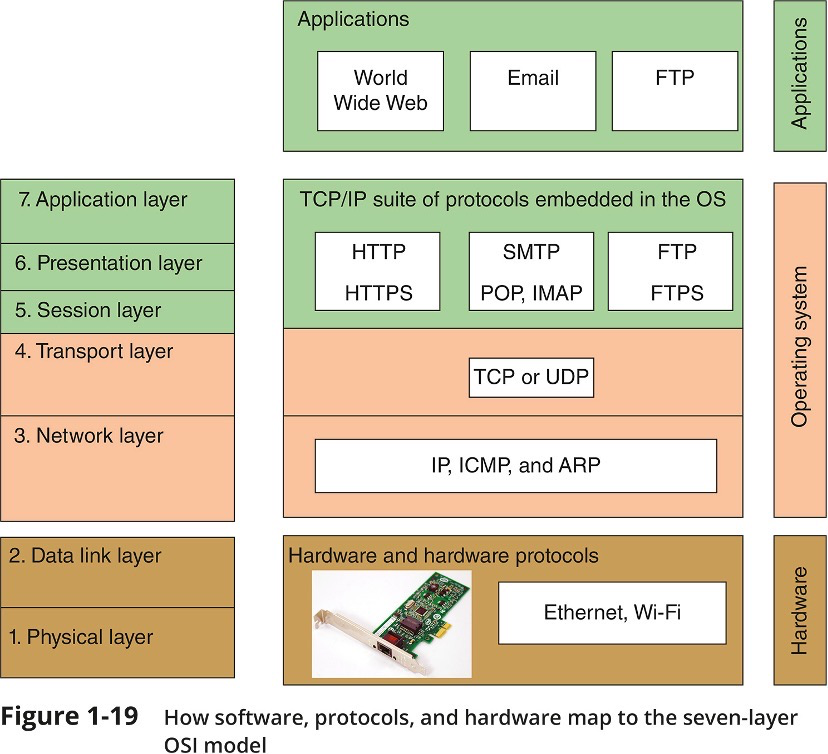 Applications
World
Wide Web
Email
FTP
Applications
7. Application layer
6. Presentation layer
5. Session layer
4. Transport layer
3. Network layer
TCP/IP suite of protocols embedded in the OS
HTTP
HTTPS
SMTP
POP, IMAP
FTP
FTPS
TCP or UDP
IP, ICMP, and ARP
Operating system
2. Data link layer
1. Physical layer
Hardware and hardware protocols
Ethernet, Wi-Fi
Hardware
Figure 1-19 How software, protocols, and hardware map to the seven-layer
OSI model